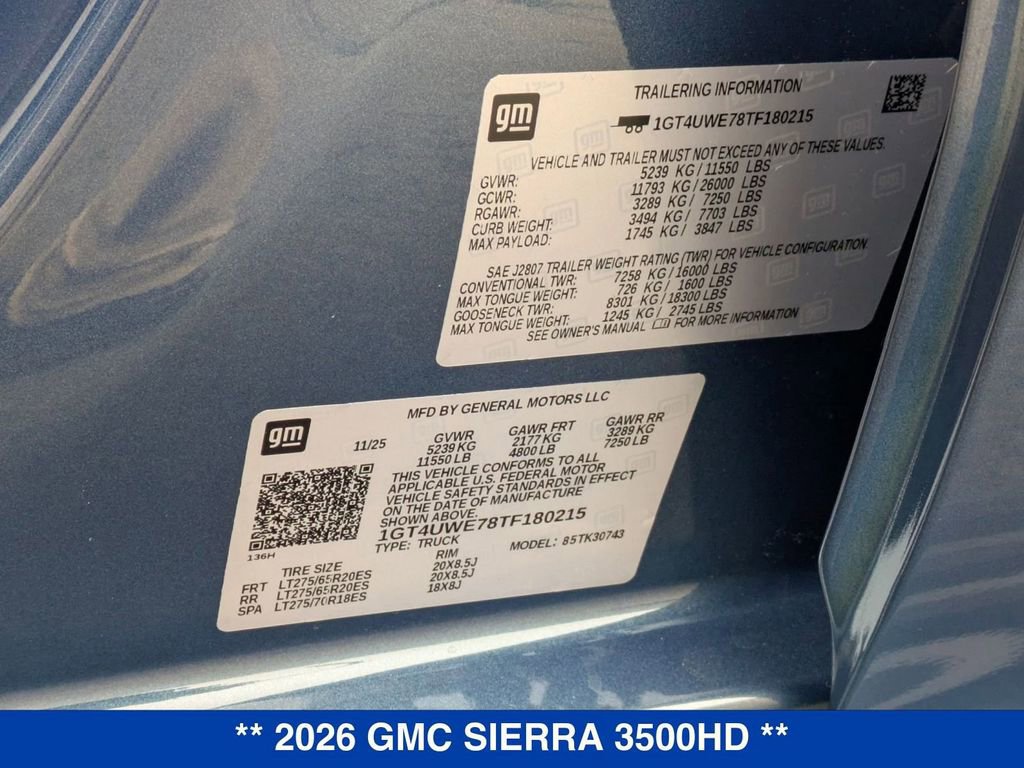 gm
TRAILERING INFORMATION
1GT4UWE78TF180215
VEHICLE AND TRAILER MUST NOT EXCEED ANY OF THESE VALUES.
GVWR: 5239 KG / 11550 LBS
GCWR: 11793 KG / 26000 LBS
RGAWR: 3289 KG / 7250 LBS
CURB WEIGHT: 3494 KG / 7703 LBS
MAX PAYLOAD: 1745 KG / 3847 LBS
SAE J2807 TRAILER WEIGHT RATING (TWR) FOR VEHICLE CONFIGURATION.
CONVENTIONAL TWR: 7258 KG / 16000 LBS
MAX TONGUE WEIGHT: 726 KG / 1600 LBS
GOOSENECK TWR: 8301 KG / 18300 LBS
MAX TONGUE WEIGHT: 1245 KG / 2745 LBS
SEE OWNER'S MANUAL FOR MORE INFORMATION
gm
MFD BY GENERAL MOTORS LLC
11/25 GVWR GAWR FRT GAWR RR
5239 KG 2177 KG 3289 KG
11550 LB 4800 LB 7250 LB
THIS VEHICLE CONFORMS TO ALL
APPLICABLE U.S. FEDERAL MOTOR
VEHICLE SAFETY STANDARDS IN EFFECT
ON THE DATE OF MANUFACTURE
SHOWN ABOVE.
1GT4UWE78TF180215
TYPE: TRUCK MODEL: 85TK30743
136H
TIRE SIZE RIM
FRT LT275/65R20ES 20X8.5J
RR LT275/65R20ES 20X8.5J
SPA LT275/70R18ES 18X8J
** 2026 GMC SIERRA 3500HD **